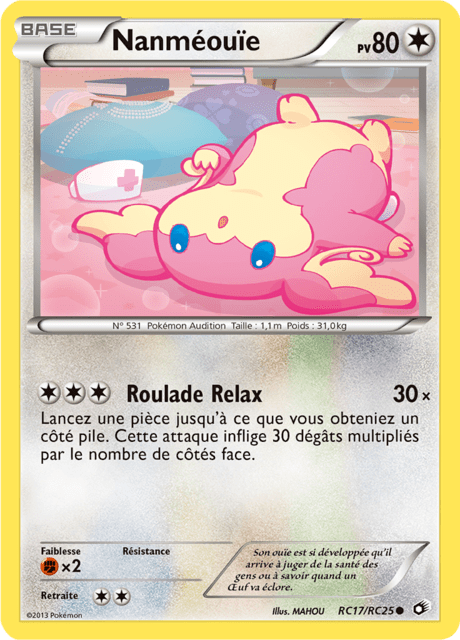 BASE
Nanméouïe
PV80
N° 531 Pokémon Audition Taille : 1,1m Poids : 31,0kg
Roulade Relax 30×
Lancez une pièce jusqu'à ce que vous obteniez un
côté pile. Cette attaque inflige 30 dégâts multipliés
par le nombre de côtés face.
Faiblesse Résistance
×2
Retraite
Son ouïe est si développée qu'il
arrive à juger de la santé des
gens ou à savoir quand un
Œuf va éclore.
©2013 Pokémon
Illus. MAHOU RC17/RC25